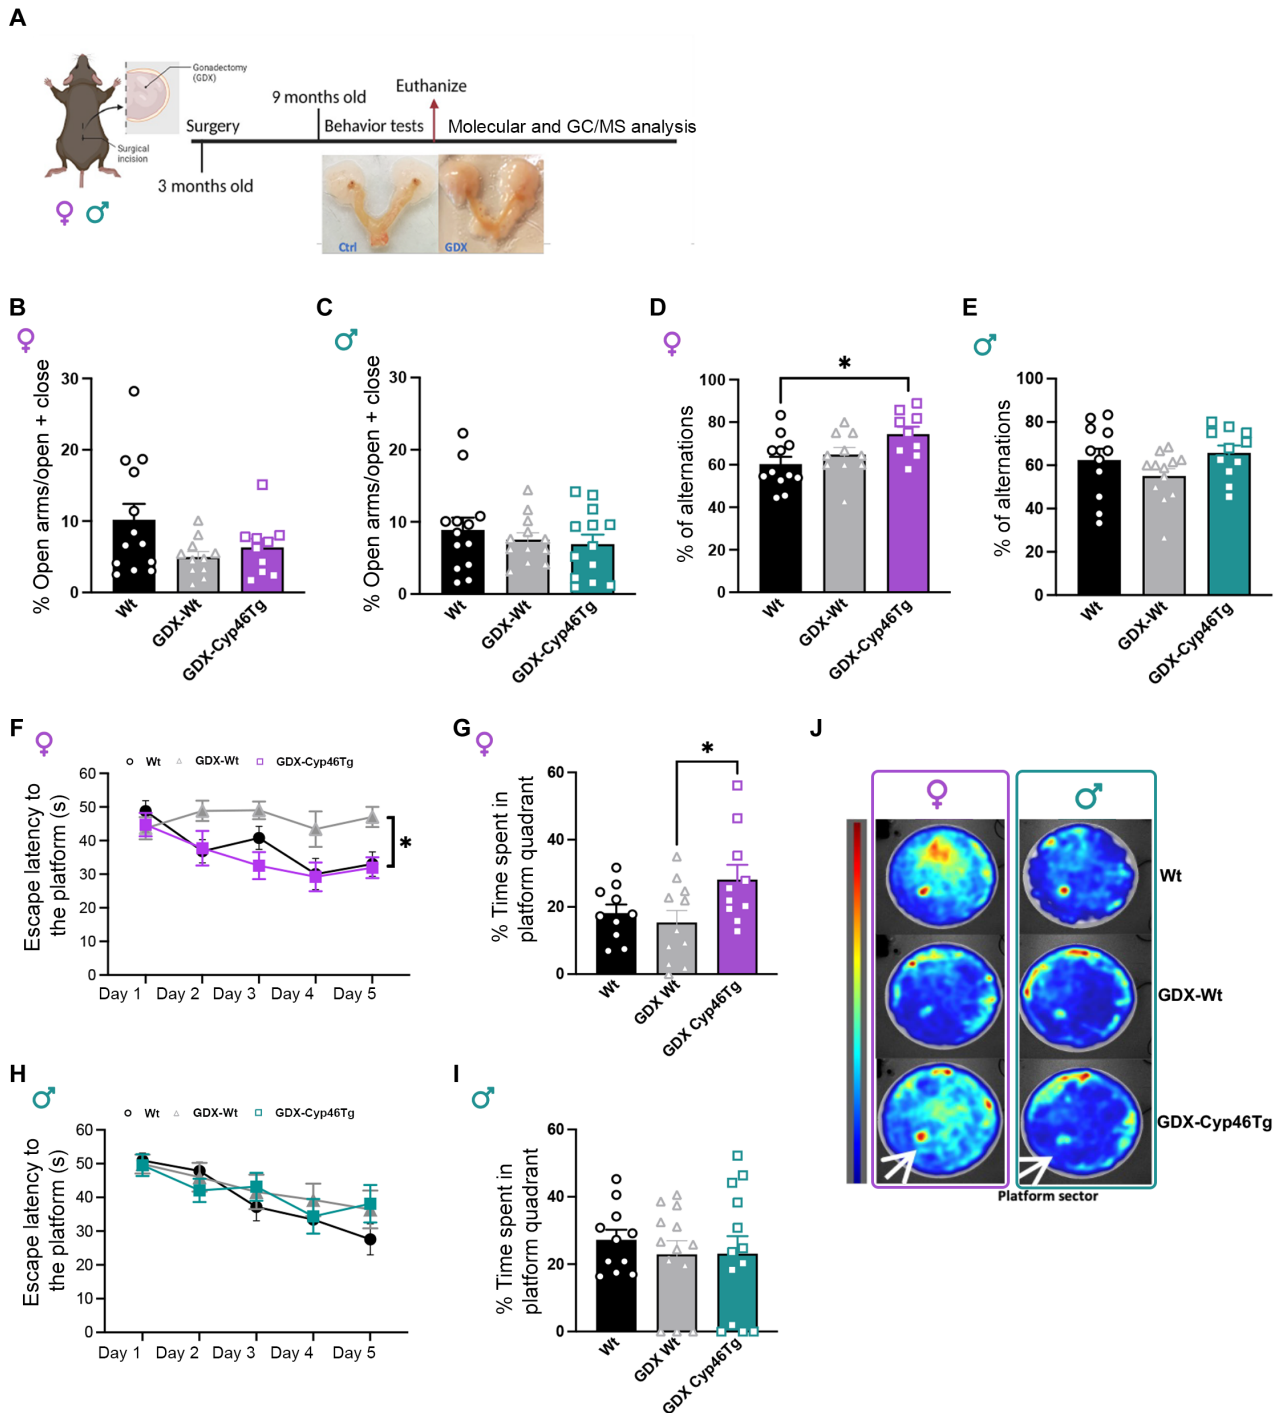 A
Gonadectomy
(GDX)
Surgical
incision
Surgery
3 months old
9 months old
Behavior tests
Euthanize
Molecular and GC/MS analysis
Ctrl
GDX
♀ ♂
B
♀
% Open arms/open + close
30
20
10
0
Wt
GDX-Wt
GDX-Cyp46Tg
C
♂
% Open arms/open + close
30
20
10
0
Wt
GDX-Wt
GDX-Cyp46Tg
D
♀
% of alternations
100
80
60
40
20
0
*
Wt
GDX-Wt
GDX-Cyp46Tg
E
♂
% of alternations
100
80
60
40
20
0
Wt
GDX-Wt
GDX-Cyp46Tg
F
♀
Wt GDX-Wt GDX-Cyp46Tg
Escape latency to
the platform (s)
60
50
40
30
20
10
0
*
Day 1 Day 2 Day 3 Day 4 Day 5
G
♀
% Time spent in
platform quadrant
60
40
20
0
*
Wt
GDX Wt
GDX Cyp46Tg
H
♂
Wt GDX-Wt GDX-Cyp46Tg
Escape latency to
the platform (s)
60
50
40
30
20
10
0
Day 1 Day 2 Day 3 Day 4 Day 5
I
♂
% Time spent in
platform quadrant
60
40
20
0
Wt
GDX Wt
GDX Cyp46Tg
J
♀ ♂
Wt
GDX-Wt
GDX-Cyp46Tg
Platform sector